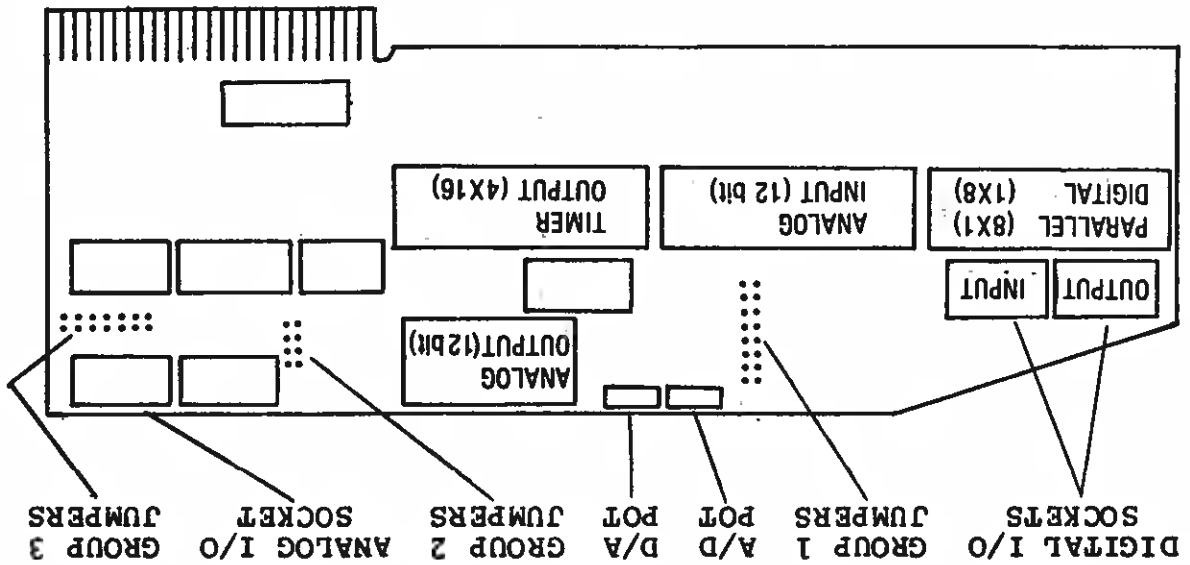 DIGITAL I/O
SOCKETS
GROUP 1
JUMPERS
A/D
POT
D/A
POT
GROUP 2
JUMPERS
ANALOG I/O
SOCKET
GROUP 3
JUMPERS
ANALOG
OUTPUT(12bit)
OUTPUT
INPUT
PARALLEL (8X1)
DIGITAL (1X8)
ANALOG
INPUT (12 bit)
TIMER
OUTPUT (4X16)